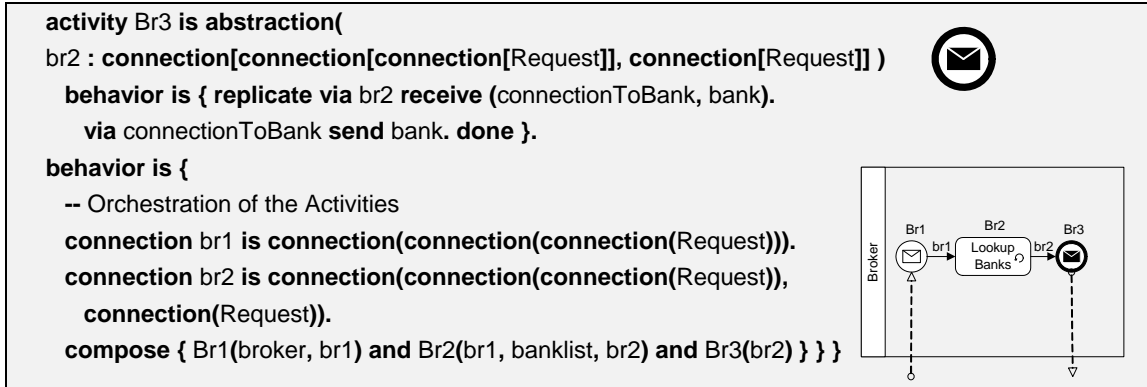 activity Br3 is abstraction(
br2 : connection[connection[connection[Request]], connection[Request]] )
behavior is { replicate via br2 receive (connectionToBank, bank).
via connectionToBank send bank. done }.
behavior is {
-- Orchestration of the Activities
connection br1 is connection(connection(connection(Request))).
connection br2 is connection(connection(connection(Request)),
connection(Request)).
compose { Br1(broker, br1) and Br2(br1, banklist, br2) and Br3(br2) } } }
Broker
Br1
br1
Br2
Lookup
Banks
br2
Br3